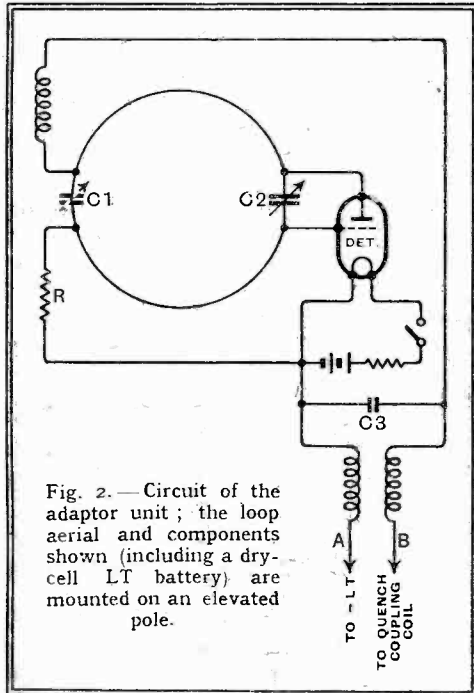 C1
C2
DET.
R
C3
Fig. 2. — Circuit of the
adaptor unit ; the loop
aerial and components
shown (including a dry-
cell LT battery) are
mounted on an elevated
pole.
A
B
TO - LT
TO QUENCH
COUPLING
COIL